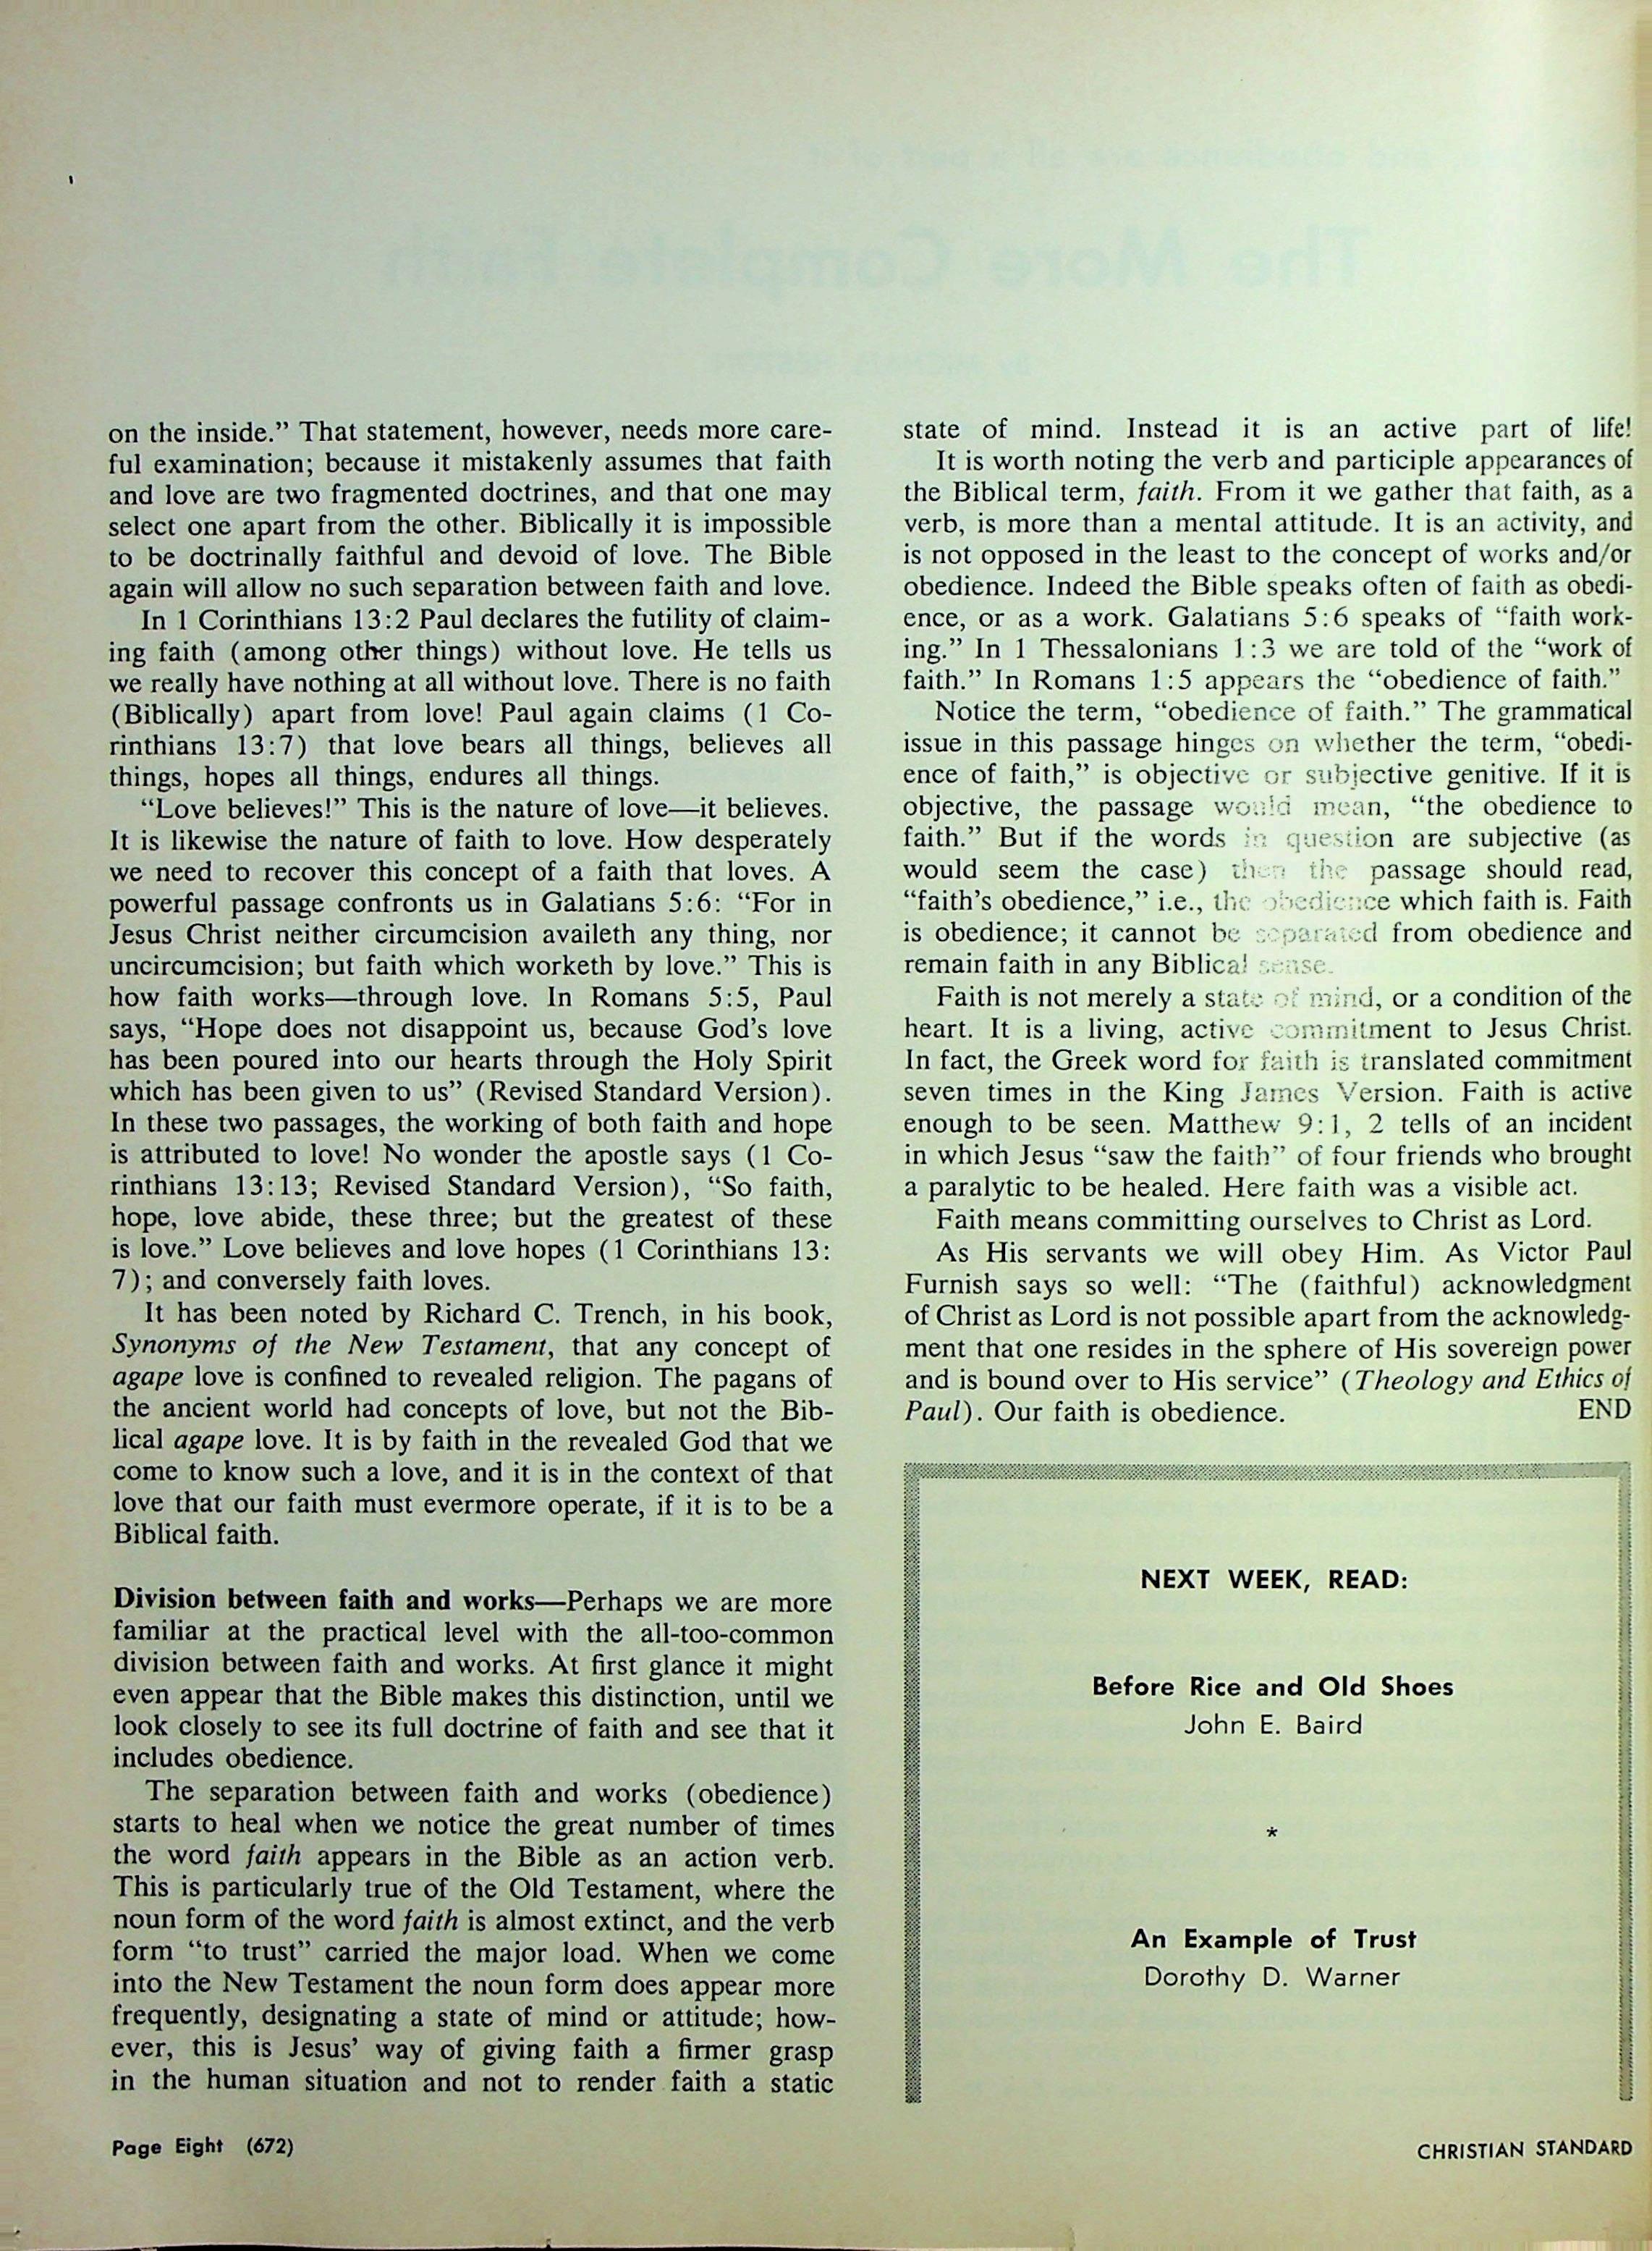 on the inside.” That statement, however, needs more care-
ful examination; because it mistakenly assumes that faith
and love are two fragmented doctrines, and that one may
select one apart from the other. Biblically it is impossible
to be doctrinally faithful and devoid of love. The Bible
again will allow no such separation between faith and love.
In 1 Corinthians 13:2 Paul declares the futility of claim-
ing faith (among other things) without love. He tells us
we really have nothing at all without love. There is no faith
(Biblically) apart from love! Paul again claims (1 Co-
rinthians 13:7) that love bears all things, believes all
things, hopes all things, endures all things.
“Love believes!” This is the nature of love—it believes.
It is likewise the nature of faith to love. How desperately
we need to recover this concept of a faith that loves. A
powerful passage confronts us in Galatians 5:6: “For in
Jesus Christ neither circumcision availeth any thing, nor
uncircumcision; but faith which worketh by love.” This is
how faith works—through love. In Romans 5:5, Paul
says, “Hope does not disappoint us, because God’s love
has been poured into our hearts through the Holy Spirit
which has been given to us” (Revised Standard Version).
In these two passages, the working of both faith and hope
is attributed to love! No wonder the apostle says (1 Co-
rinthians 13:13; Revised Standard Version), “So faith,
hope, love abide, these three; but the greatest of these
is love.” Love believes and love hopes (1 Corinthians 13:
7); and conversely faith loves.
It has been noted by Richard C. Trench, in his book,
Synonyms of the New Testament, that any concept of
agape love is confined to revealed religion. The pagans of
the ancient world had concepts of love, but not the Bib-
lical agape love. It is by faith in the revealed God that we
come to know such a love, and it is in the context of that
love that our faith must evermore operate, if it is to be a
Biblical faith.
Division between faith and works—Perhaps we are more
familiar at the practical level with the all-too-common
division between faith and works. At first glance it might
even appear that the Bible makes this distinction, until we
look closely to see its full doctrine of faith and see that it
includes obedience.
The separation between faith and works (obedience)
starts to heal when we notice the great number of times
the word faith appears in the Bible as an action verb.
This is particularly true of the Old Testament, where the
noun form of the word faith is almost extinct, and the verb
form “to trust” carried the major load. When we come
into the New Testament the noun form does appear more
frequently, designating a state of mind or attitude; how-
ever, this is Jesus’ way of giving faith a firmer grasp
in the human situation and not to render faith a static
state of mind. Instead it is an active part of life!
It is worth noting the verb and participle appearances of
the Biblical term, faith. From it we gather that faith, as a
verb, is more than a mental attitude. It is an activity, and
is not opposed in the least to the concept of works and/or
obedience. Indeed the Bible speaks often of faith as obedi-
ence, or as a work. Galatians 5:6 speaks of “faith work-
ing.” In 1 Thessalonians 1:3 we are told of the “work of
faith.” In Romans 1:5 appears the “obedience of faith.”
Notice the term, “obedience of faith.” The grammatical
issue in this passage hinges on whether the term, “obedi-
ence of faith,” is objective or subjective genitive. If it is
objective, the passage would mean, “the obedience to
faith.” But if the words in question are subjective (as
would seem the case) then the passage should read,
“faith’s obedience,” i.e., the obedience which faith is. Faith
is obedience; it cannot be separated from obedience and
remain faith in any Biblical sense.
Faith is not merely a state of mind, or a condition of the
heart. It is a living, active commitment to Jesus Christ.
In fact, the Greek word for faith is translated commitment
seven times in the King James Version. Faith is active
enough to be seen. Matthew 9:1, 2 tells of an incident
in which Jesus “saw the faith” of four friends who brought
a paralytic to be healed. Here faith was a visible act.
Faith means committing ourselves to Christ as Lord.
As His servants we will obey Him. As Victor Paul
Furnish says so well: “The (faithful) acknowledgment
of Christ as Lord is not possible apart from the acknowledg-
ment that one resides in the sphere of His sovereign power
and is bound over to His service” (Theology and Ethics of
Paul). Our faith is obedience. END
NEXT WEEK, READ:
Before Rice and Old Shoes
John E. Baird
*
An Example of Trust
Dorothy D. Warner
Page Eight (672)
CHRISTIAN STANDARD